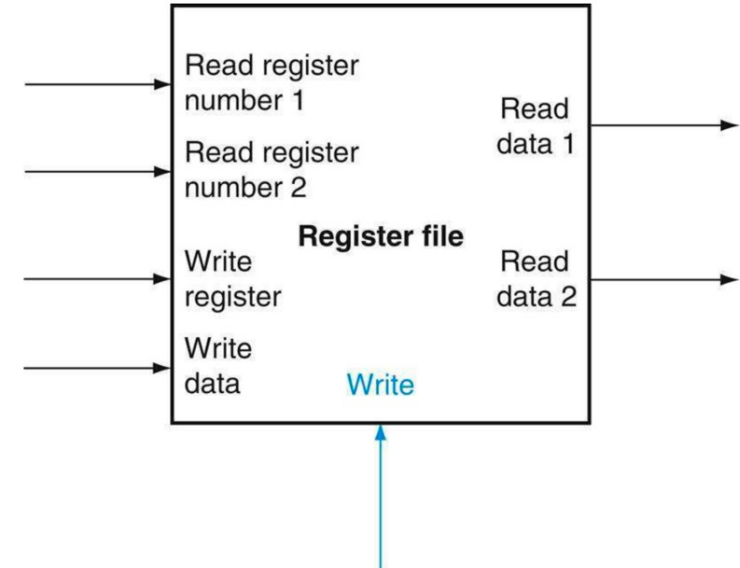 Read register
number 1
Read register
number 2
Read
data 1
Register file
Write
register
Read
data 2
Write
data
Write